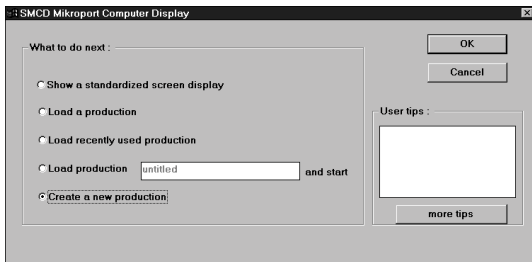 SMCD Mikroport Computer Display
What to do next :
Show a standardized screen display
Load a production
Load recently used production
Load production untitled and start
Create a new production
OK
Cancel
User tips :
more tips